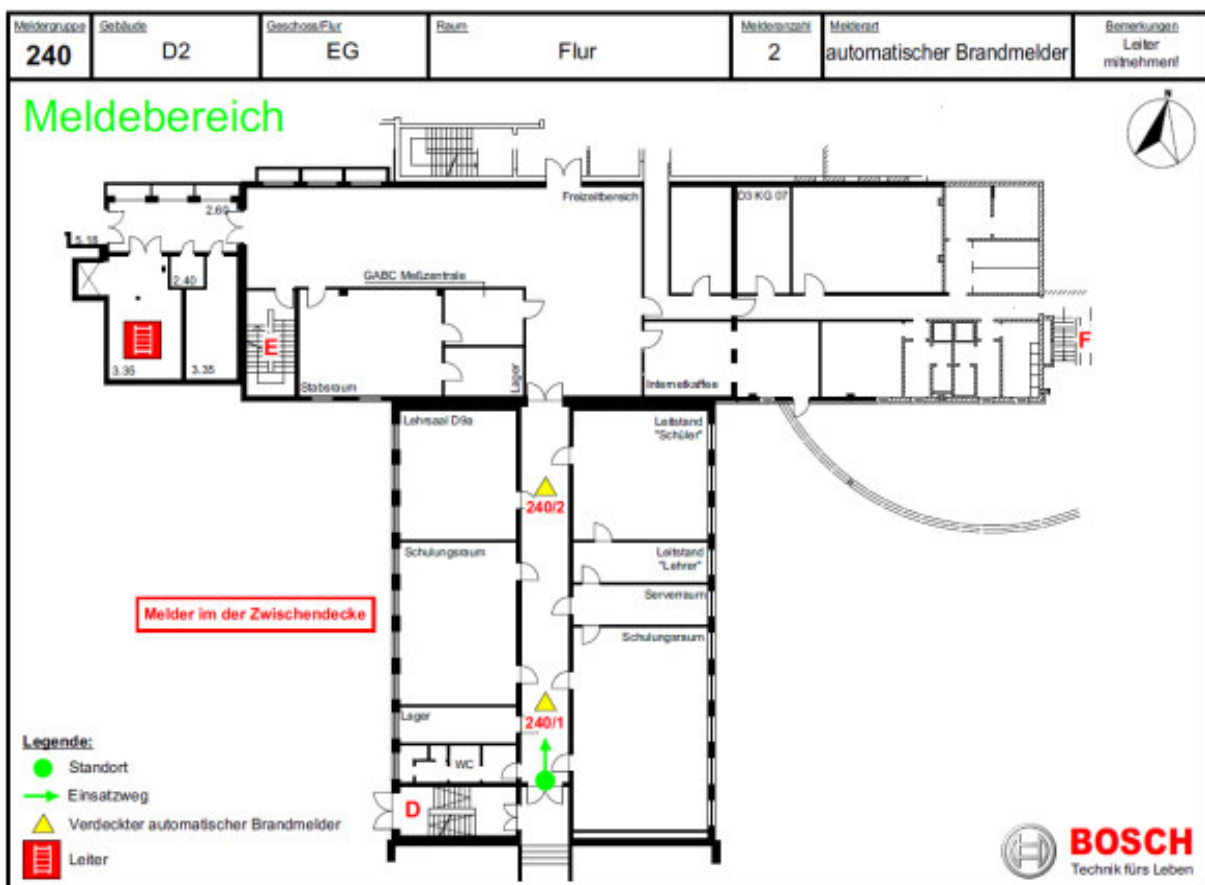 Meldergruppe
240
Gebäude
D2
Geschoss/Flur
EG
Raum
Flur
Melderanzahl
2
Melderart
automatischer Brandmelder
Bemerkungen
Leiter
mitnehmen!
Meldebereich
N
Freizeitbereich
D3 KG 07
2.60
5.18
2.40
GABC Meßzentrale
E
F
3.35
3.35
Stabsraum
Lager
Internetkaffee
Lehrsaal D9a
Leitstand
"Schüler"
240/2
Schulungsraum
Leitstand
"Lehrer"
Serverraum
Melder im der Zwischendecke
Schulungsraum
Lager
240/1
WC
D
Legende:
Standort
Einsatzweg
Verdeckter automatischer Brandmelder
Leiter
BOSCH
Technik fürs Leben